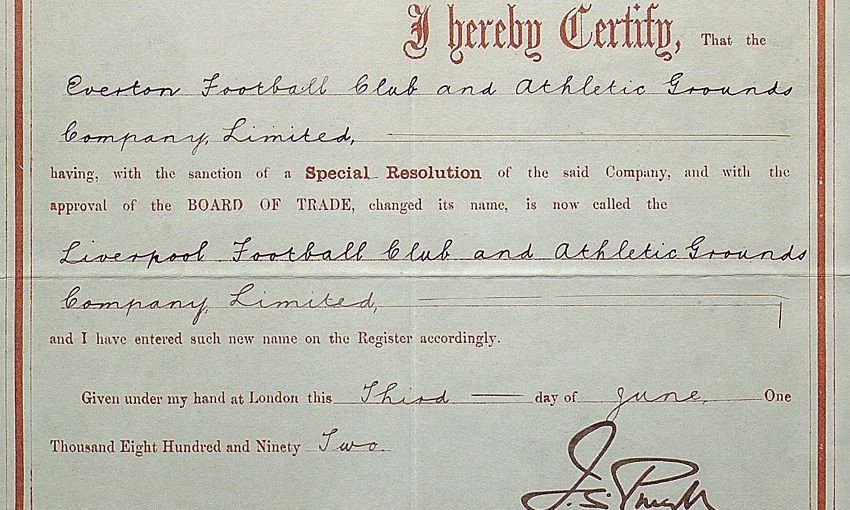 I hereby Certify, That the
Everton Football Club and Athletic Grounds
Company, Limited,
having, with the sanction of a Special Resolution of the said Company, and with the
approval of the BOARD OF TRADE, changed its name, is now called the
Liverpool Football Club and Athletic Grounds
Company, Limited,
and I have entered such new name on the Register accordingly.
Given under my hand at London this Third day of June, One
Thousand Eight Hundred and Ninety Two
J. S.